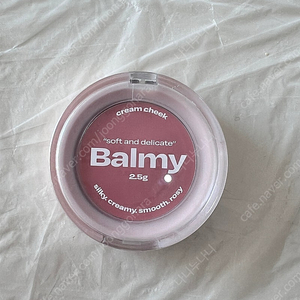 cream cheek
"soft and delicate"
Balmy
2.5g
silky, creamy, smooth, rosy